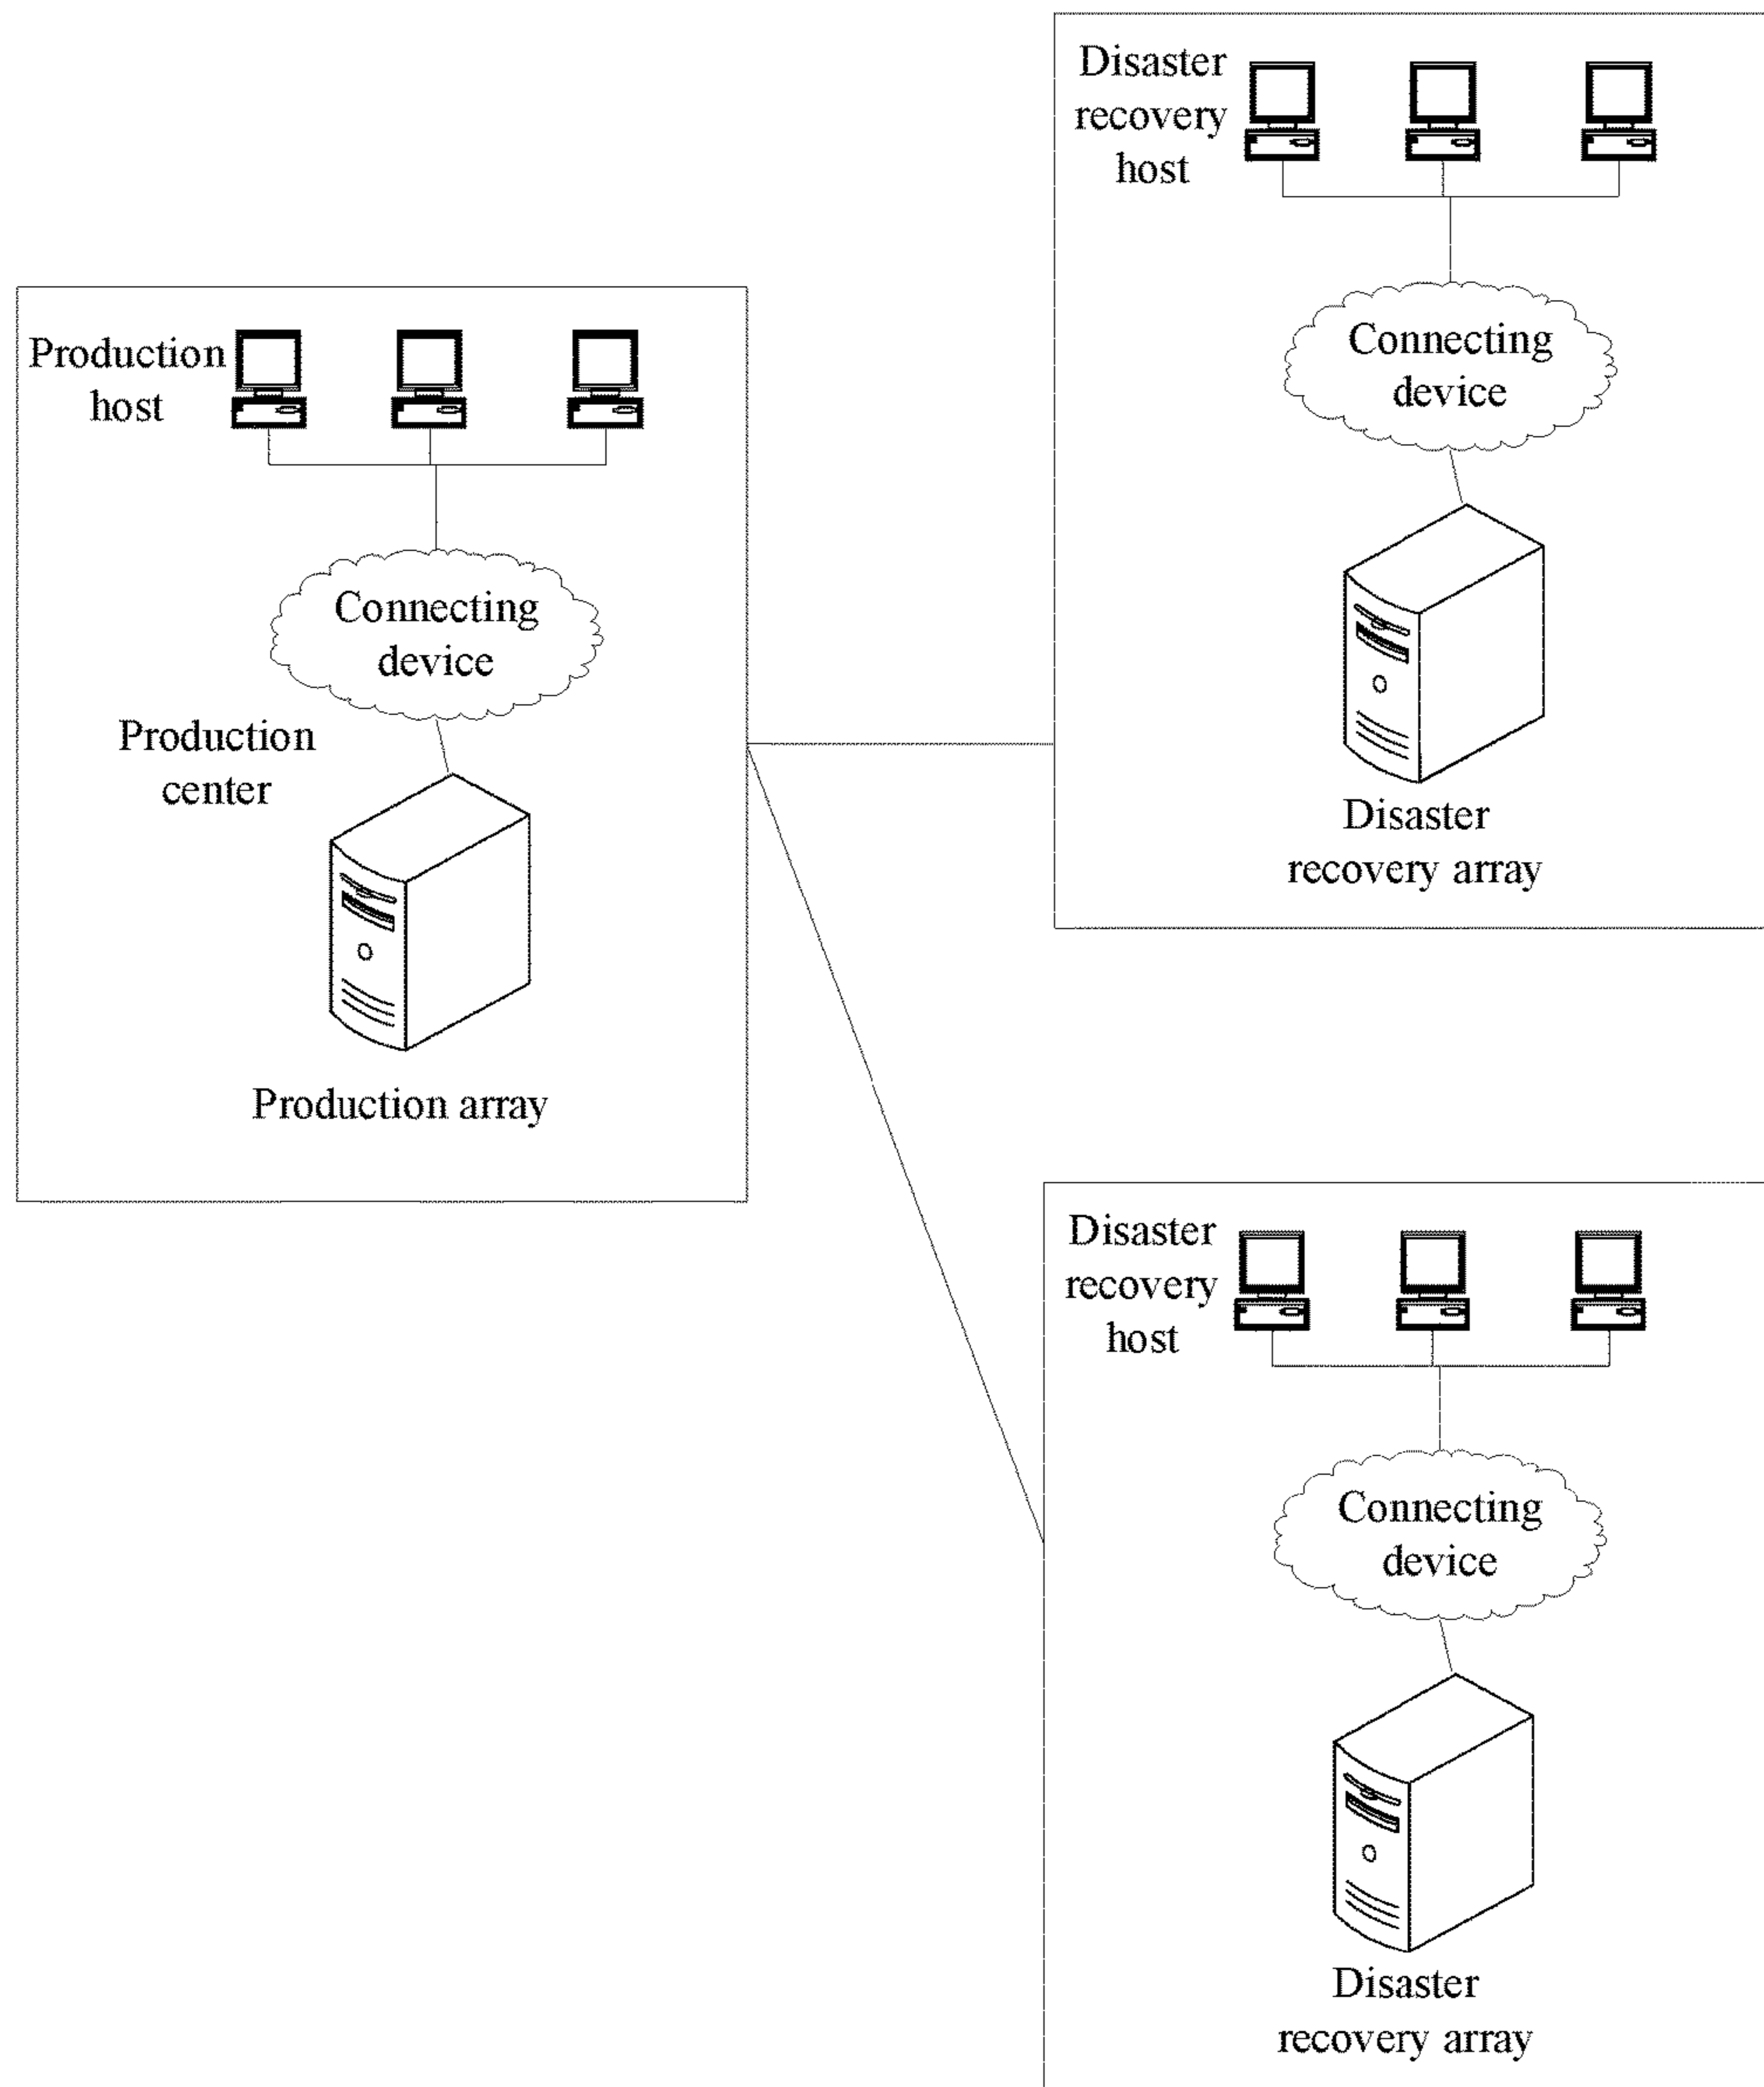 Production
host
Connecting
device
Production
center
Production array
Disaster
recovery
host
Connecting
device
Disaster
recovery array
Disaster
recovery
host
Connecting
device
Disaster
recovery array